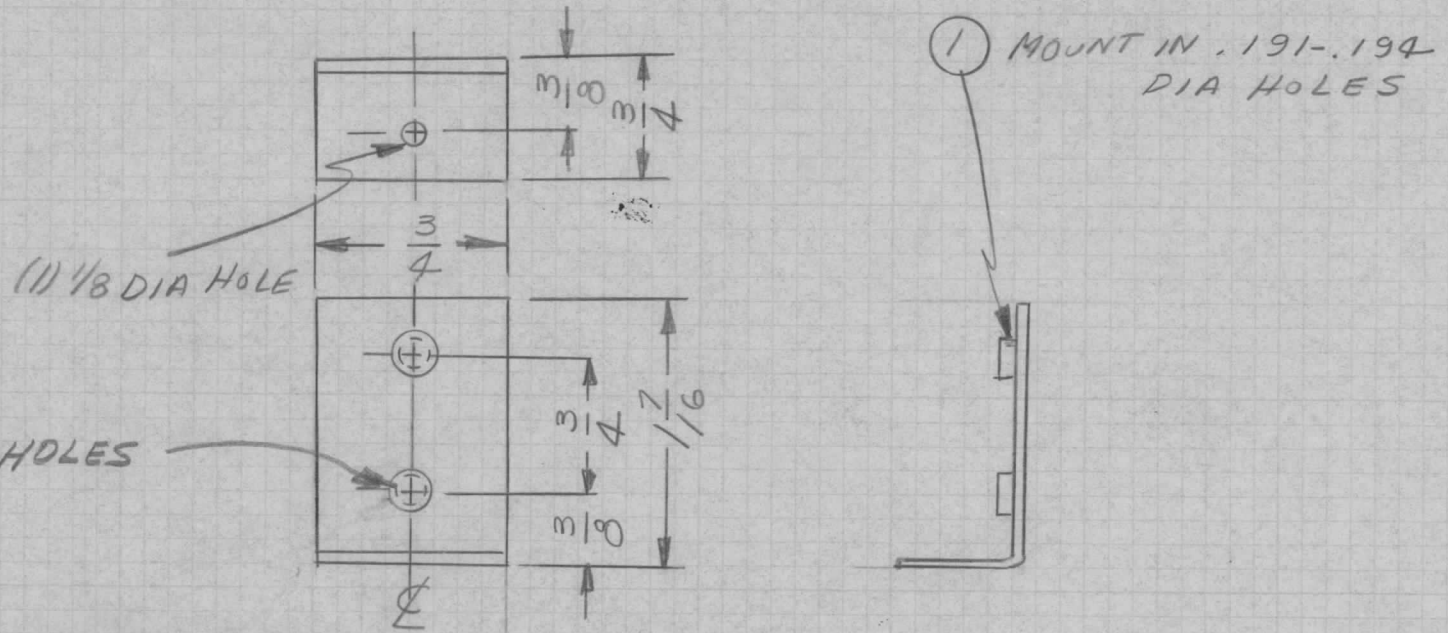 ① MOUNT IN .191-.194
DIA HOLES
3/8
3/4
3/4
(1) 1/8 DIA HOLE
3/4
1 7/16
HOLES
3/8
℄